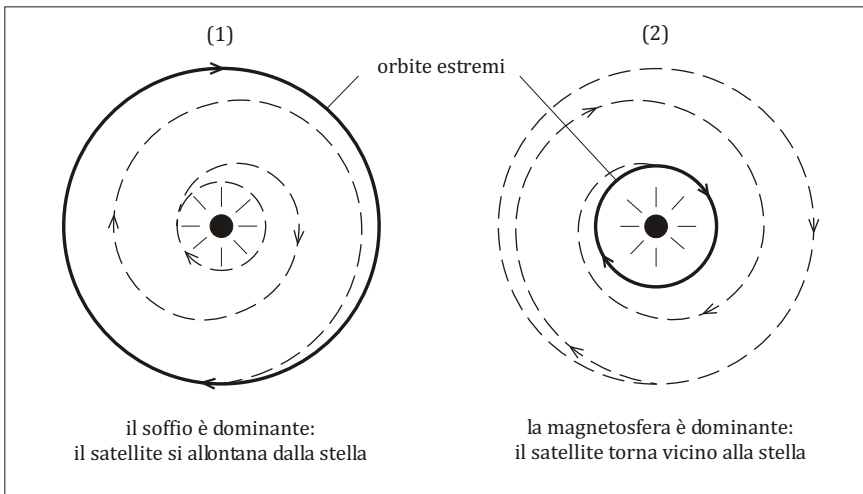 (1)
(2)
orbite estremi
il soffio è dominante:
il satellite si allontana dalla stella
la magnetosfera è dominante:
il satellite torna vicino alla stella